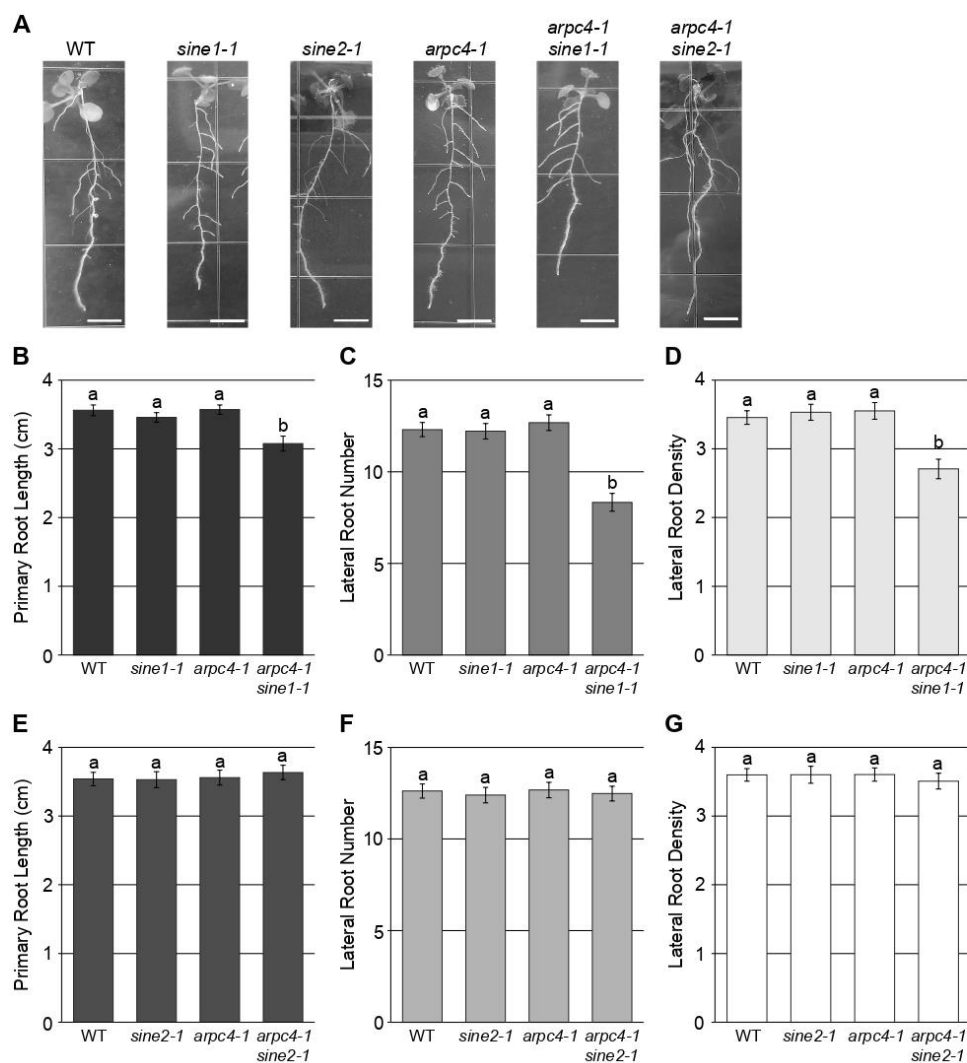 A
WT
sine1-1
sine2-1
arpc4-1
arpc4-1
sine1-1
arpc4-1
sine2-1
B
Primary Root Length (cm)
4
3
2
1
0
a
a
a
b
WT
sine1-1
arpc4-1
arpc4-1
sine1-1
C
Lateral Root Number
15
10
5
0
a
a
a
b
WT
sine1-1
arpc4-1
arpc4-1
sine1-1
D
Lateral Root Density
4
3
2
1
0
a
a
a
b
WT
sine1-1
arpc4-1
arpc4-1
sine1-1
E
Primary Root Length (cm)
4
3
2
1
0
a
a
a
a
WT
sine2-1
arpc4-1
arpc4-1
sine2-1
F
Lateral Root Number
15
10
5
0
a
a
a
a
WT
sine2-1
arpc4-1
arpc4-1
sine2-1
G
Lateral Root Density
4
3
2
1
0
a
a
a
a
WT
sine2-1
arpc4-1
arpc4-1
sine2-1